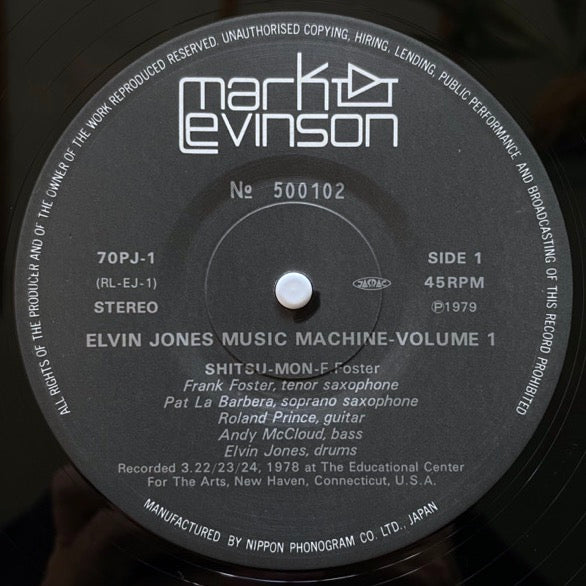 ALL RIGHTS OF THE PRODUCER AND OF THE OWNER OF THE WORK REPRODUCED RESERVED. UNAUTHORISED COPYING, HIRING, LENDING, PUBLIC PERFORMANCE AND BROADCASTING OF THIS RECORD PROHIBITED
mark
Levinson
№ 500102
70PJ-1
(RL-EJ-1)
STEREO
JASRAC
SIDE 1
45RPM
Ⓟ1979
ELVIN JONES MUSIC MACHINE-VOLUME 1
SHITSU-MON-F Foster
Frank Foster, tenor saxophone
Pat La Barbera, soprano saxophone
Roland Prince, guitar
Andy McCloud, bass
Elvin Jones, drums
Recorded 3.22/23/24, 1978 at The Educational Center
For The Arts, New Haven, Connecticut, U.S.A.
MANUFACTURED BY NIPPON PHONOGRAM CO. LTD., JAPAN